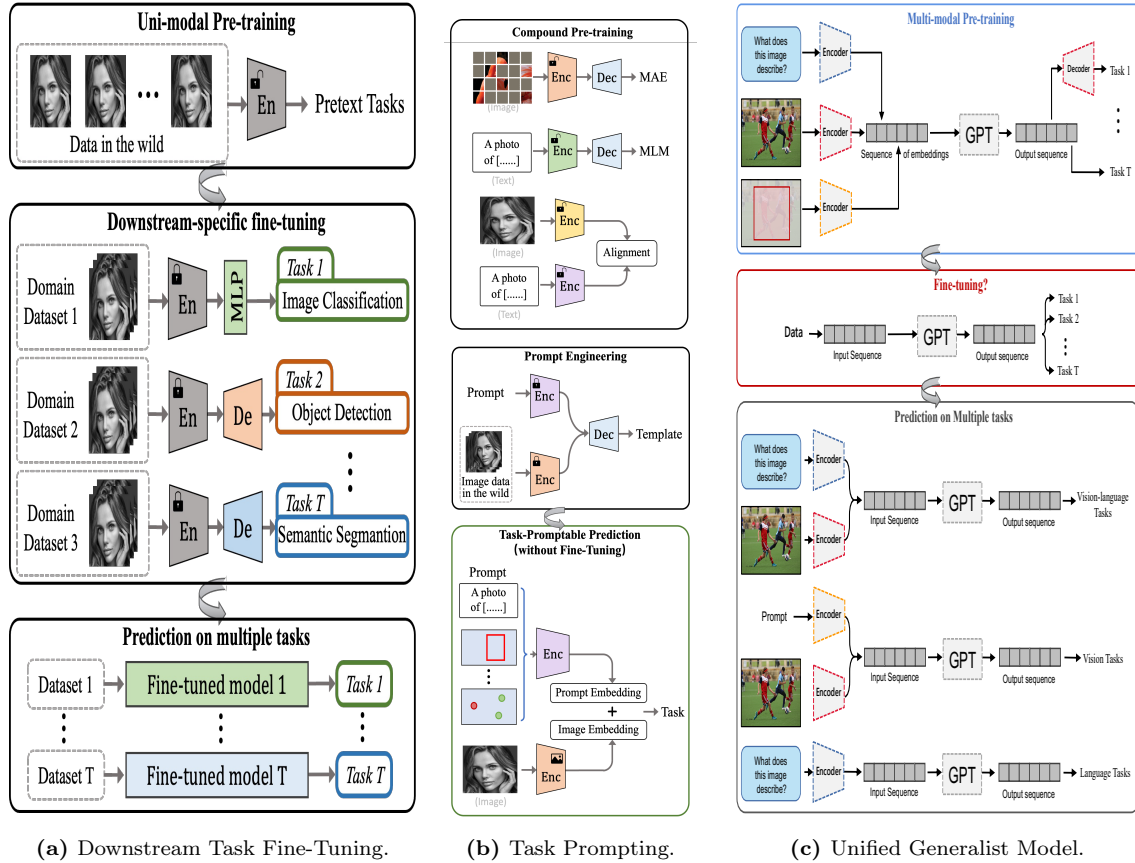 Uni-modal Pre-training
En
Pretext Tasks
Data in the wild
Downstream-specific fine-tuning
Domain
Dataset 1
En
MLP
Task 1
Image Classification
Domain
Dataset 2
En
De
Task 2
Object Detection
Domain
Dataset 3
En
De
Task T
Semantic Segmantion
Prediction on multiple tasks
Dataset 1
Fine-tuned model 1
Task 1
Dataset T
Fine-tuned model T
Task T
(a) Downstream Task Fine-Tuning.
Compound Pre-training
Enc
Dec
MAE
(Image)
A photo
of [......]
Enc
Dec
MLM
(Text)
Enc
(Image)
Alignment
A photo
of [......]
Enc
(Text)
Prompt Engineering
Prompt
Enc
Dec
Template
Image data
in the wild
Enc
Task-Promptable Prediction
(without Fine-Tuning)
Prompt
A photo
of [......]
Enc
Prompt Embedding
+
Task
Image Embedding
Enc
(Image)
(b) Task Prompting.
Multi-modal Pre-training
What does
this image
describe?
Encoder
Decoder
Task 1
Encoder
GPT
Sequence of embeddings
Output sequence
Task T
Encoder
Fine-tuning?
Data
Input Sequence
GPT
Output sequence
Task 1
Task 2
Task T
Prediction on Multiple tasks
What does
this image
describe?
Encoder
Input Sequence
GPT
Output sequence
Vision-language
Tasks
Encoder
Prompt
Encoder
Input Sequence
GPT
Output sequence
Vision Tasks
Encoder
What does
this image
describe?
Encoder
Input Sequence
GPT
Output sequence
Language Tasks
(c) Unified Generalist Model.